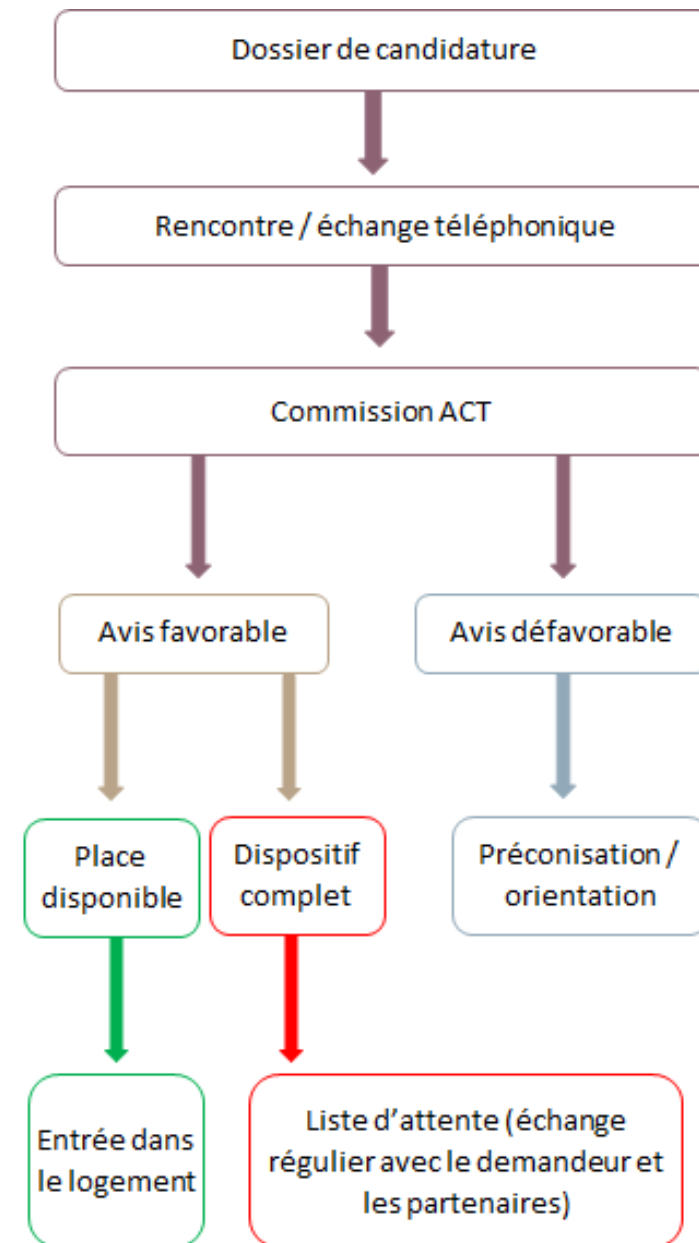 Dossier de candidature
Rencontre / échange téléphonique
Commission ACT
Avis favorable
Avis défavorable
Place
disponible
Dispositif
complet
Préconisation /
orientation
Entrée dans
le logement
Liste d’attente (échange
régulier avec le demandeur et
les partenaires)